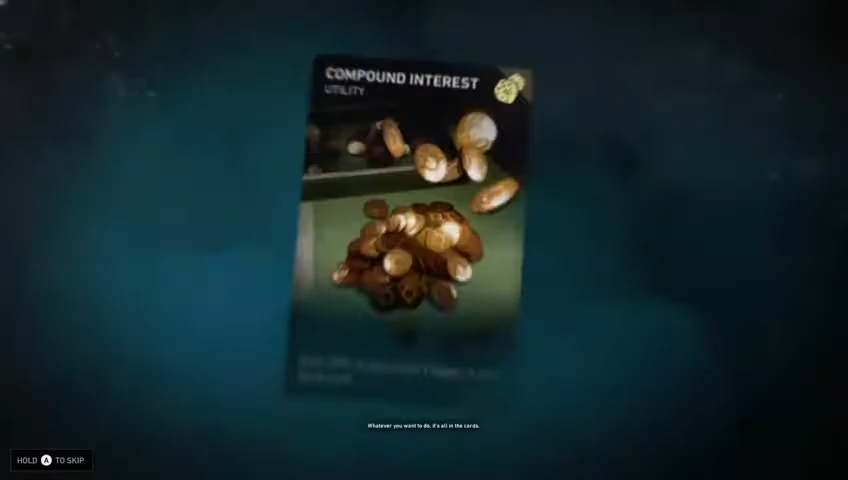 COMPOUND INTEREST
UTILITY
Whatever you want to do, it's all in the cards.
HOLD A TO SKIP